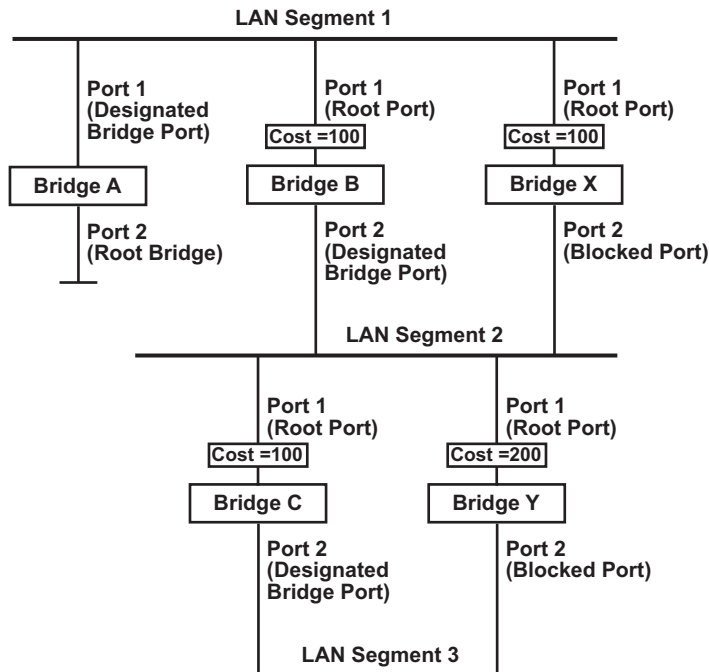 LAN Segment 1
Port 1
(Designated
Bridge Port)
Port 1
(Root Port)
Port 1
(Root Port)
Cost =100
Cost =100
Bridge A
Bridge B
Bridge X
Port 2
(Root Bridge)
Port 2
(Designated
Bridge Port)
Port 2
(Blocked Port)
LAN Segment 2
Port 1
(Root Port)
Port 1
(Root Port)
Cost =100
Cost =200
Bridge C
Bridge Y
Port 2
(Designated
Bridge Port)
Port 2
(Blocked Port)
LAN Segment 3